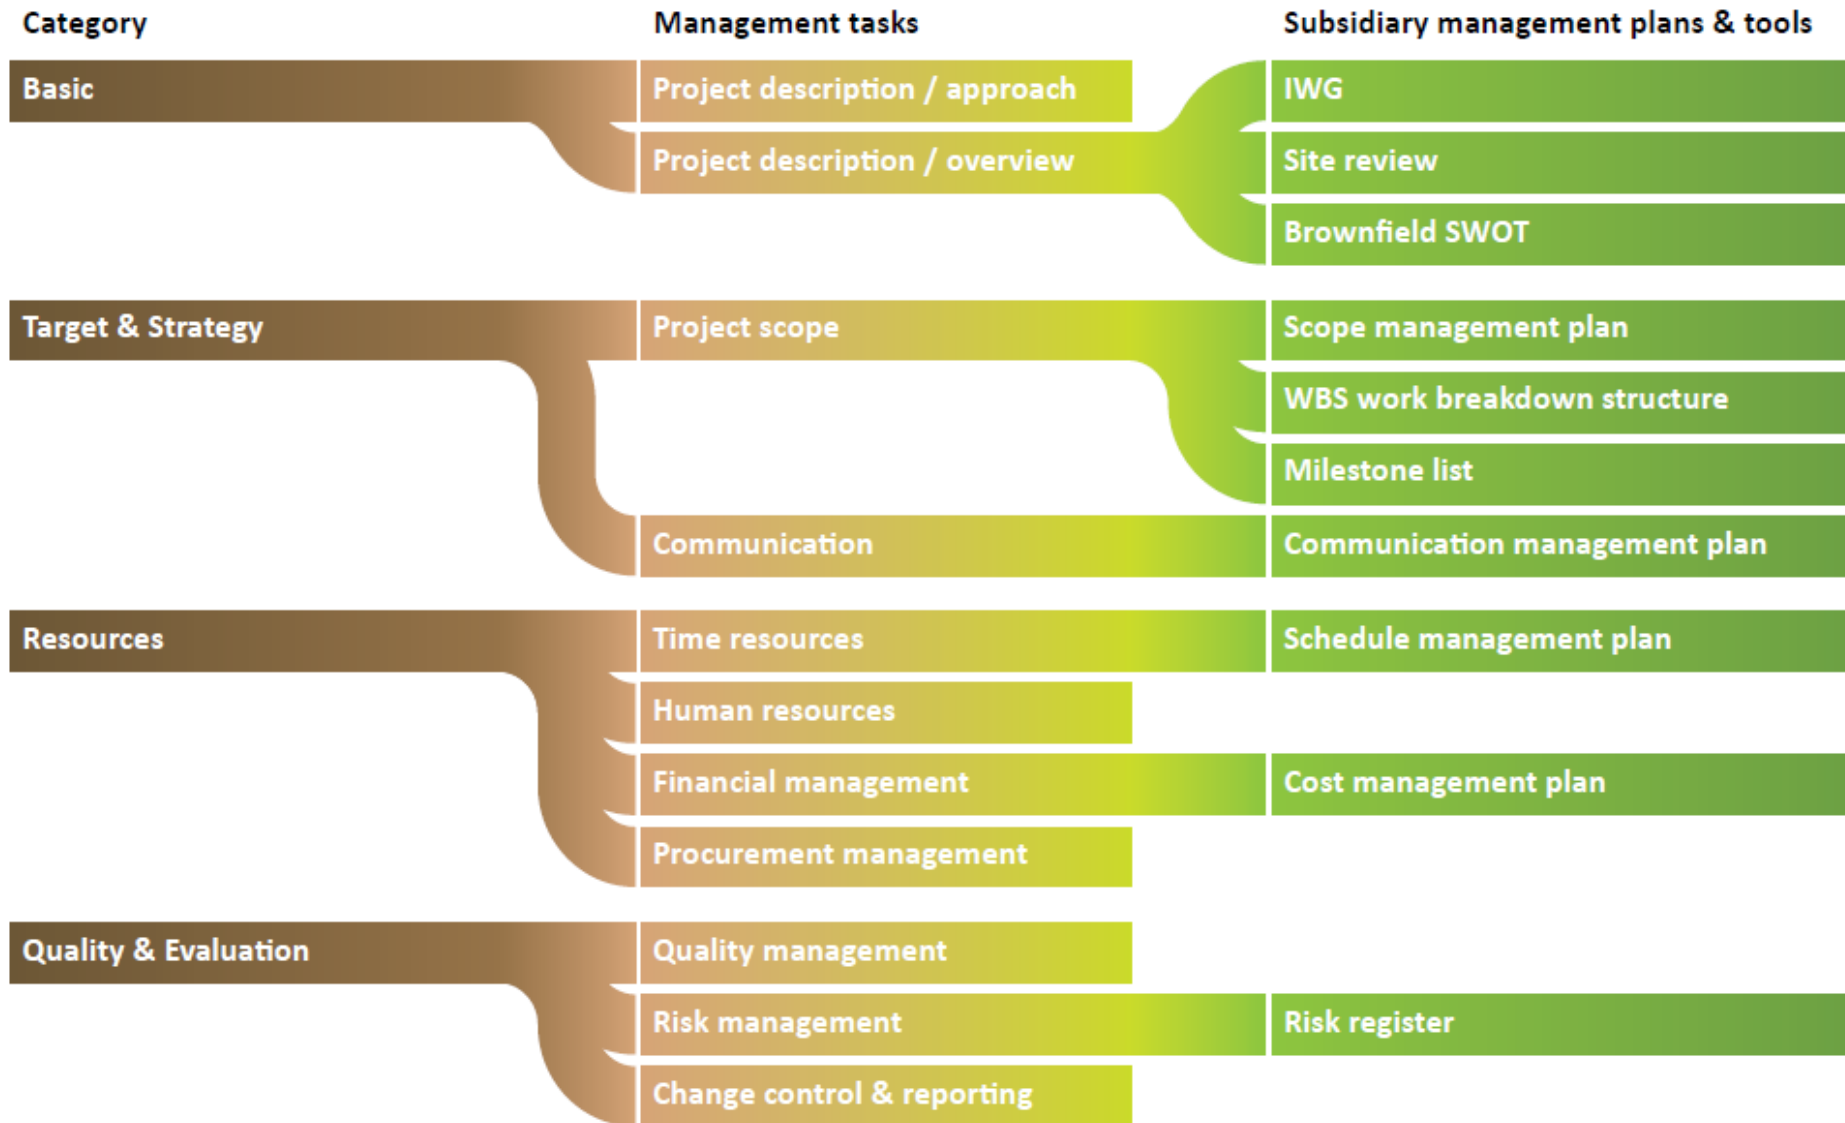 Category Management tasks Subsidiary management plans & tools
Basic Project description / approach IWG
Project description / overview Site review
Brownfield SWOT
Target & Strategy Project scope Scope management plan
WBS work breakdown structure
Milestone list
Communication Communication management plan
Resources Time resources Schedule management plan
Human resources
Financial management Cost management plan
Procurement management
Quality & Evaluation Quality management
Risk management Risk register
Change control & reporting